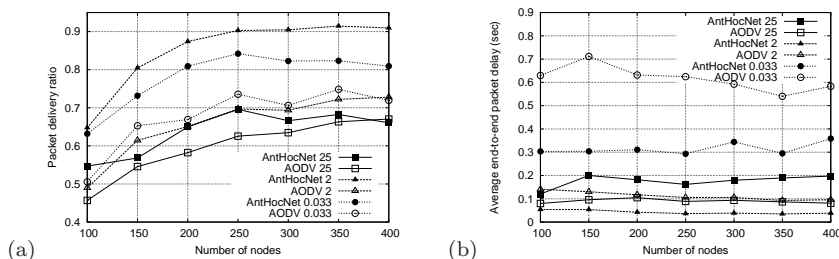 0.9
0.8
0.7
0.6
0.5
0.4
Packet delivery ratio
AntHocNet 25
AODV 25
AntHocNet 2
AODV 2
AntHocNet 0.033
AODV 0.033
100 150 200 250 300 350 400
Number of nodes
(a)
1
0.9
0.8
0.7
0.6
0.5
0.4
0.3
0.2
0.1
0
Average end-to-end packet delay (sec)
AntHocNet 25
AODV 25
AntHocNet 2
AODV 2
AntHocNet 0.033
AODV 0.033
100 150 200 250 300 350 400
Number of nodes
(b)